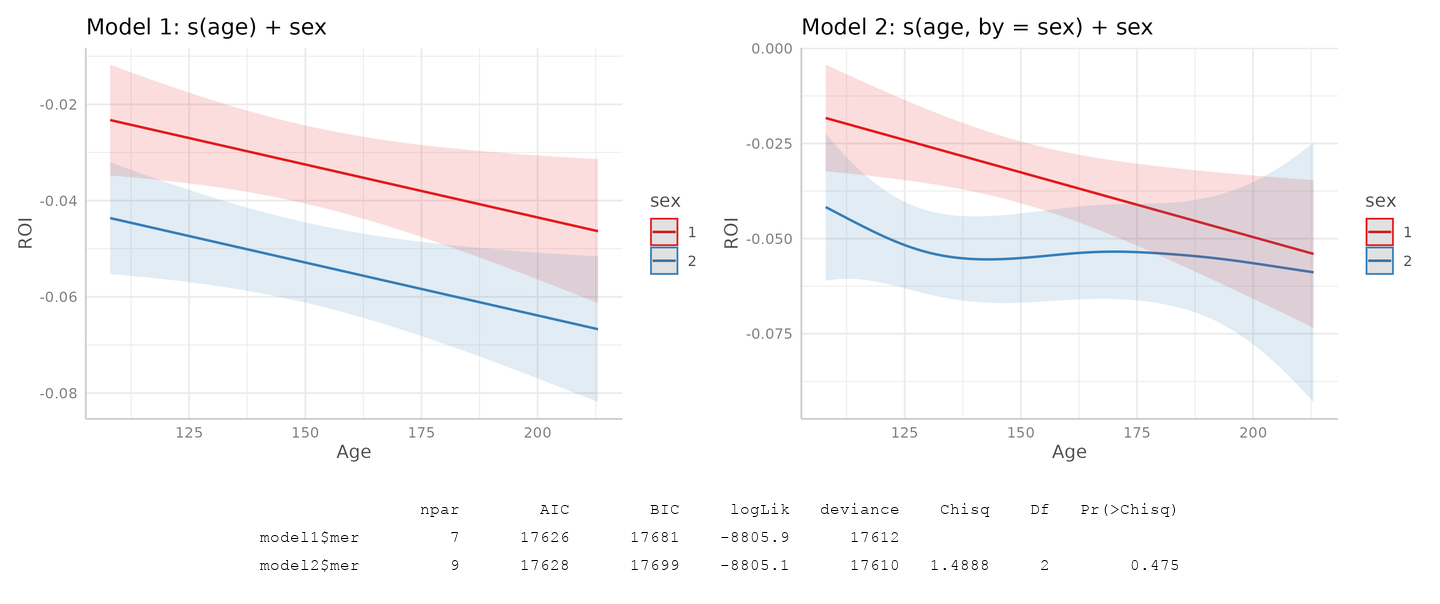 Model 1: s(age) + sex
-0.02
-0.04
-0.06
-0.08
ROI
125 150 175 200
Age
sex
1
2
Model 2: s(age, by = sex) + sex
0.000
-0.025
-0.050
-0.075
ROI
125 150 175 200
Age
sex
1
2
npar AIC BIC logLik deviance Chisq Df Pr(>Chisq)
model1$mer 7 17626 17681 -8805.9 17612
model2$mer 9 17628 17699 -8805.1 17610 1.4888 2 0.475